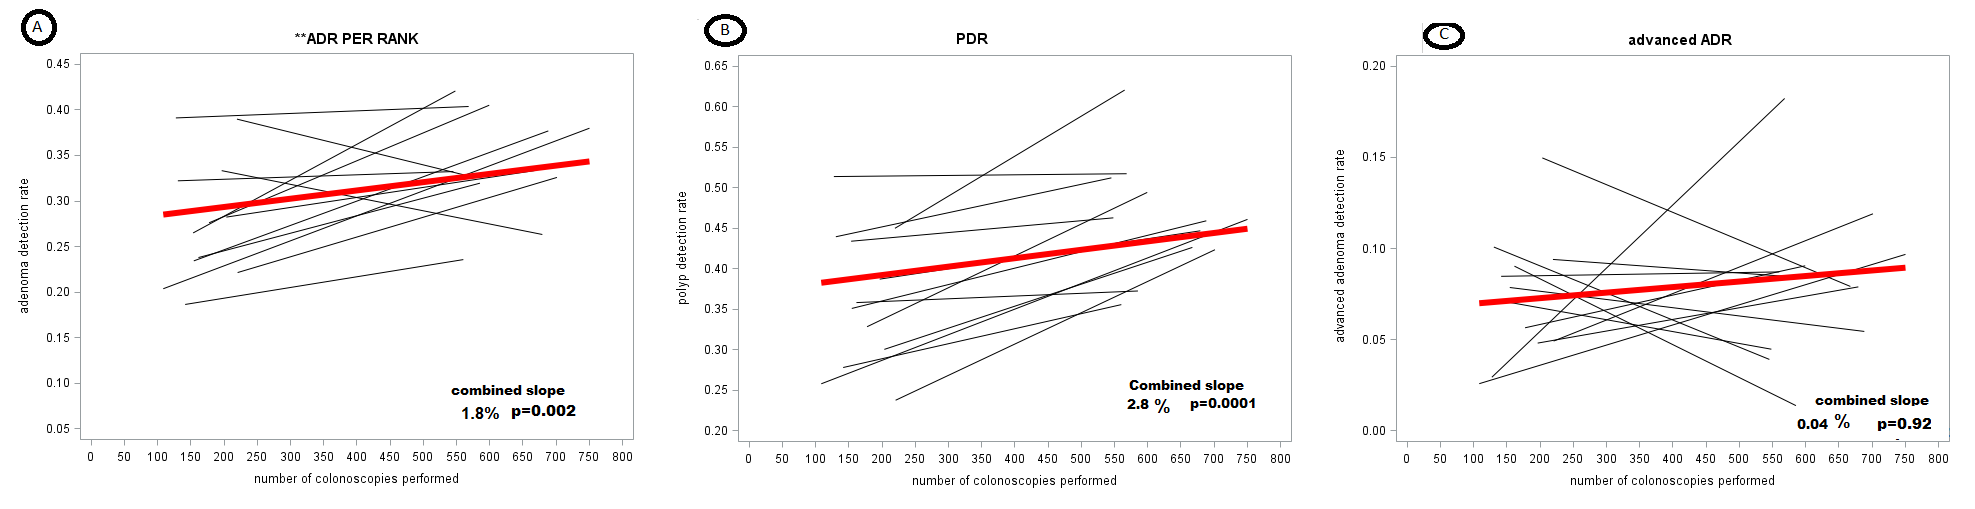 A
**ADR PER RANK
0.45
0.40
0.35
0.30
0.25
0.20
0.15
0.10
0.05
adenoma detection rate
combined slope
1.8% p=0.002
0 50 100 150 200 250 300 350 400 450 500 550 600 650 700 750 800
number of colonoscopies performed
B
PDR
0.65
0.60
0.55
0.50
0.45
0.40
0.35
0.30
0.25
0.20
polyp detection rate
Combined slope
2.8 % p=0.0001
0 50 100 150 200 250 300 350 400 450 500 550 600 650 700 750 800
number of colonoscopies performed
C
advanced ADR
0.20
0.15
0.10
0.05
0.00
advanced adenoma detection rate
combined slope
0.04 % p=0.92
0 50 100 150 200 250 300 350 400 450 500 550 600 650 700 750 800
number of colonoscopies performed